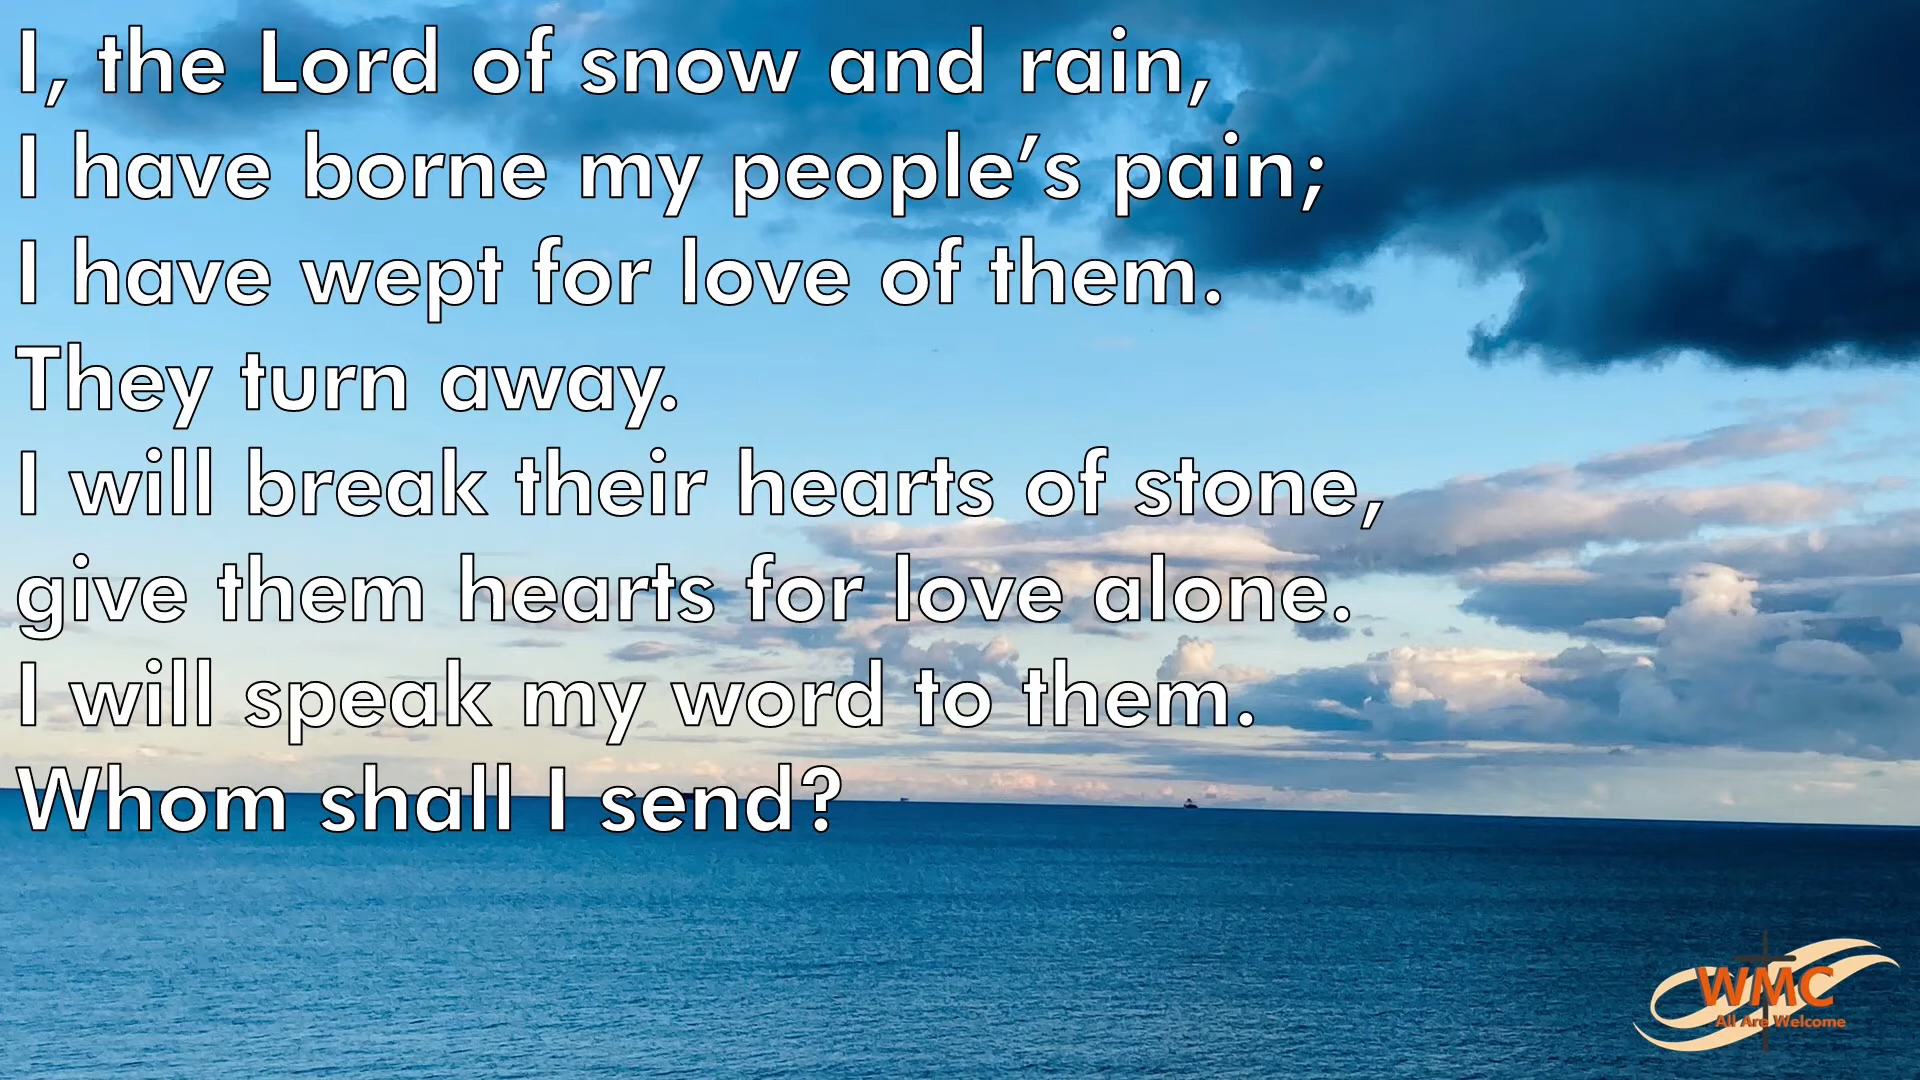 I, the Lord of snow and rain,
I have borne my people’s pain;
I have wept for love of them.
They turn away.
I will break their hearts of stone,
give them hearts for love alone.
I will speak my word to them.
Whom shall I send?
WMC
All Are Welcome